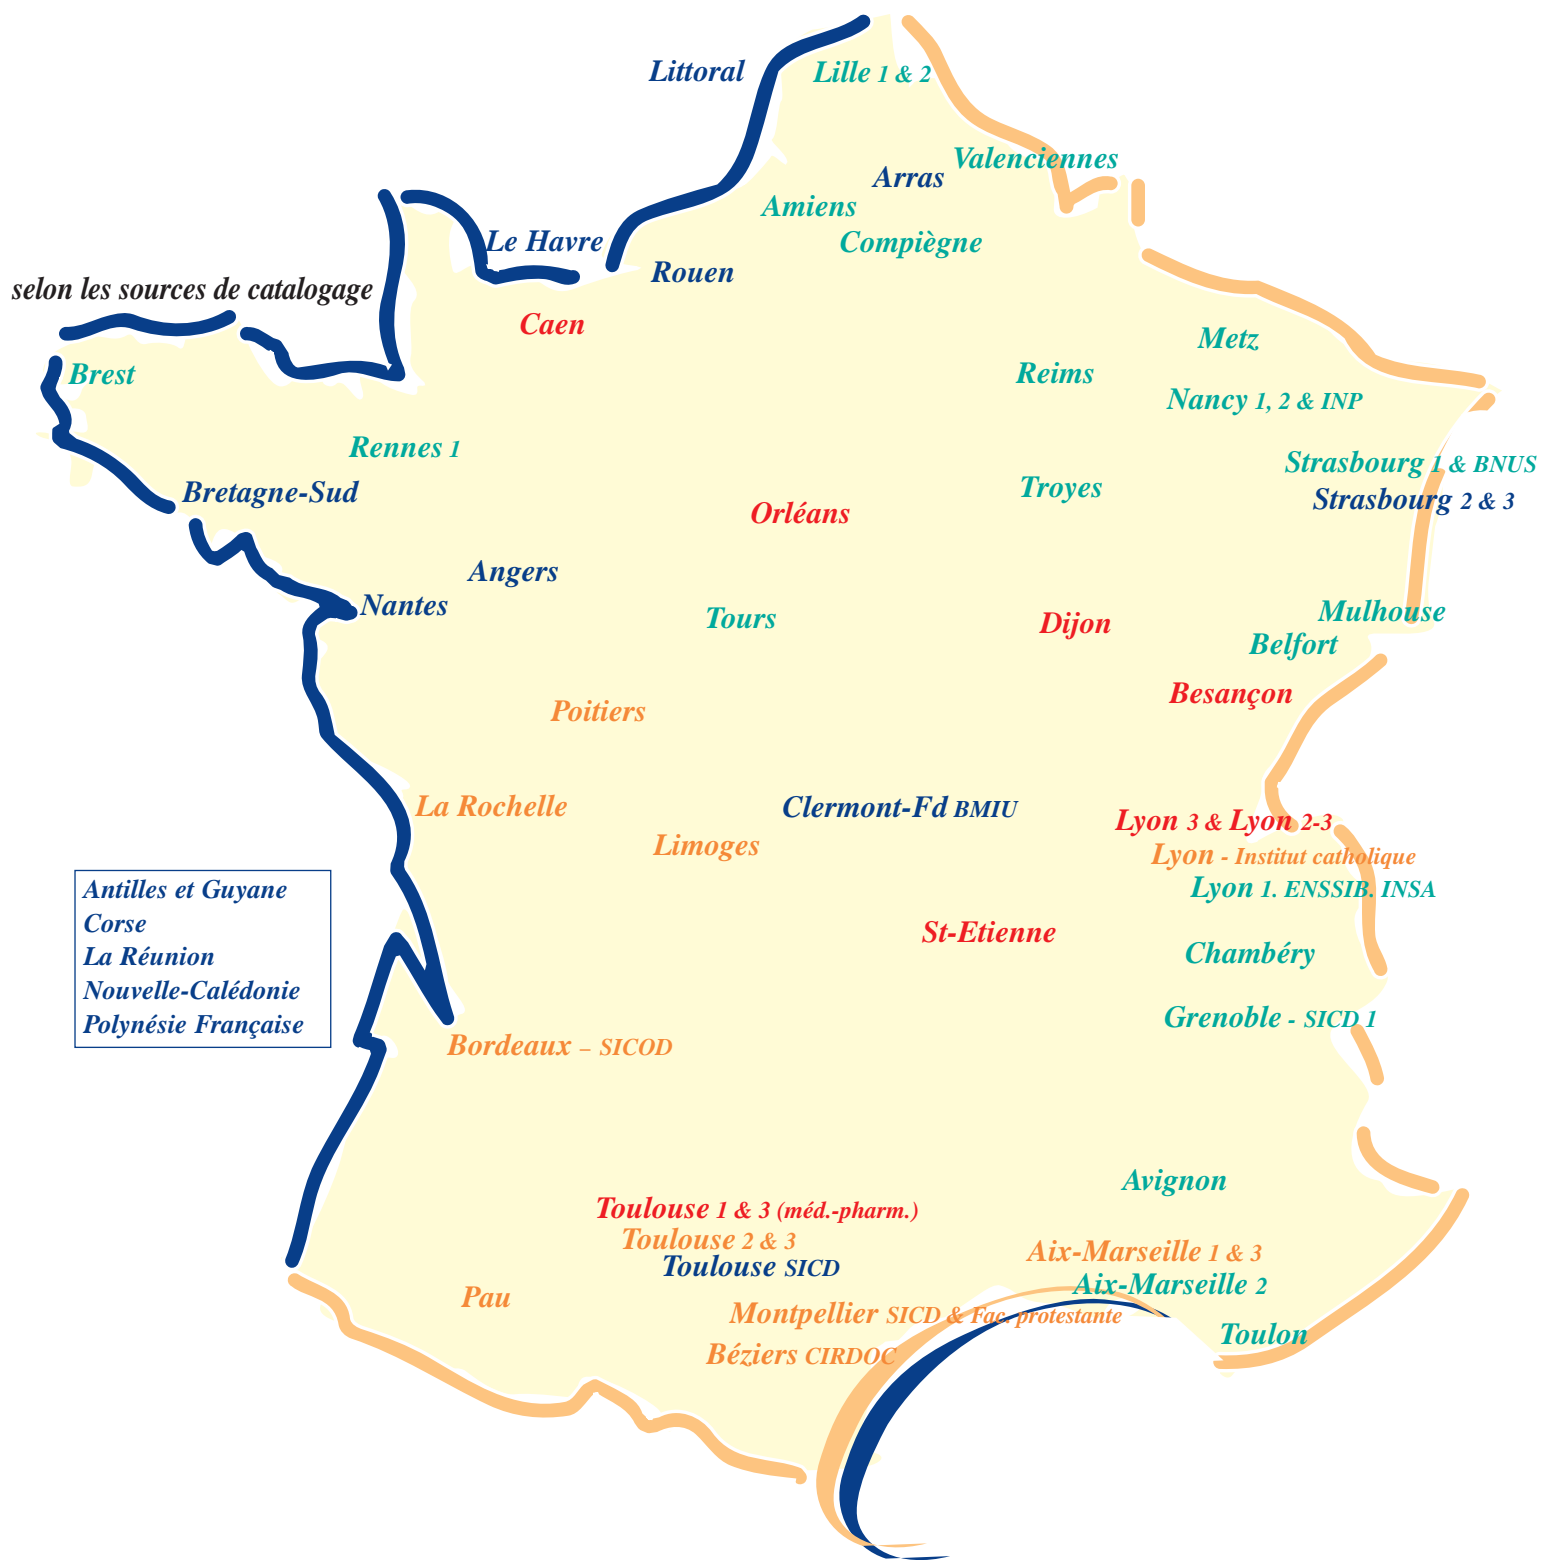 Littoral
Lille 1 & 2
Valenciennes
Arras
Amiens
Compiègne
Le Havre
Rouen
selon les sources de catalogage
Caen
Metz
Brest
Reims
Nancy 1, 2 & INP
Rennes 1
Strasbourg 1 & BNUS
Bretagne-Sud
Troyes
Strasbourg 2 & 3
Orléans
Angers
Nantes
Tours
Dijon
Mulhouse
Belfort
Besançon
Poitiers
La Rochelle
Clermont-Fd BMIU
Lyon 3 & Lyon 2-3
Limoges
Lyon - Institut catholique
Lyon 1. ENSSIB. INSA
Antilles et Guyane
Corse
La Réunion
Nouvelle-Calédonie
Polynésie Française
St-Etienne
Chambéry
Grenoble - SICD 1
Bordeaux – SICOD
Avignon
Toulouse 1 & 3 (méd.-pharm.)
Toulouse 2 & 3
Toulouse SICD
Aix-Marseille 1 & 3
Aix-Marseille 2
Pau
Montpellier SICD & Fac. protestante
Toulon
Béziers CIRDOC